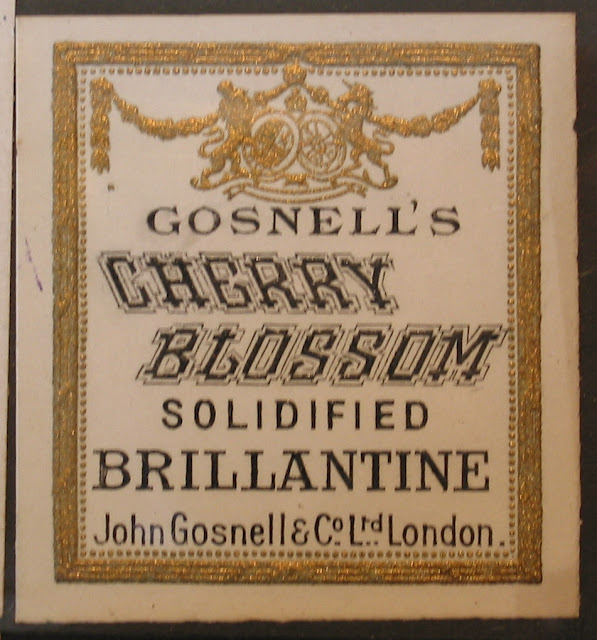 GOSNELL'S
CHERRY
BLOSSOM
SOLIDIFIED
BRILLANTINE
John Gosnell & Co. Ltd. London.